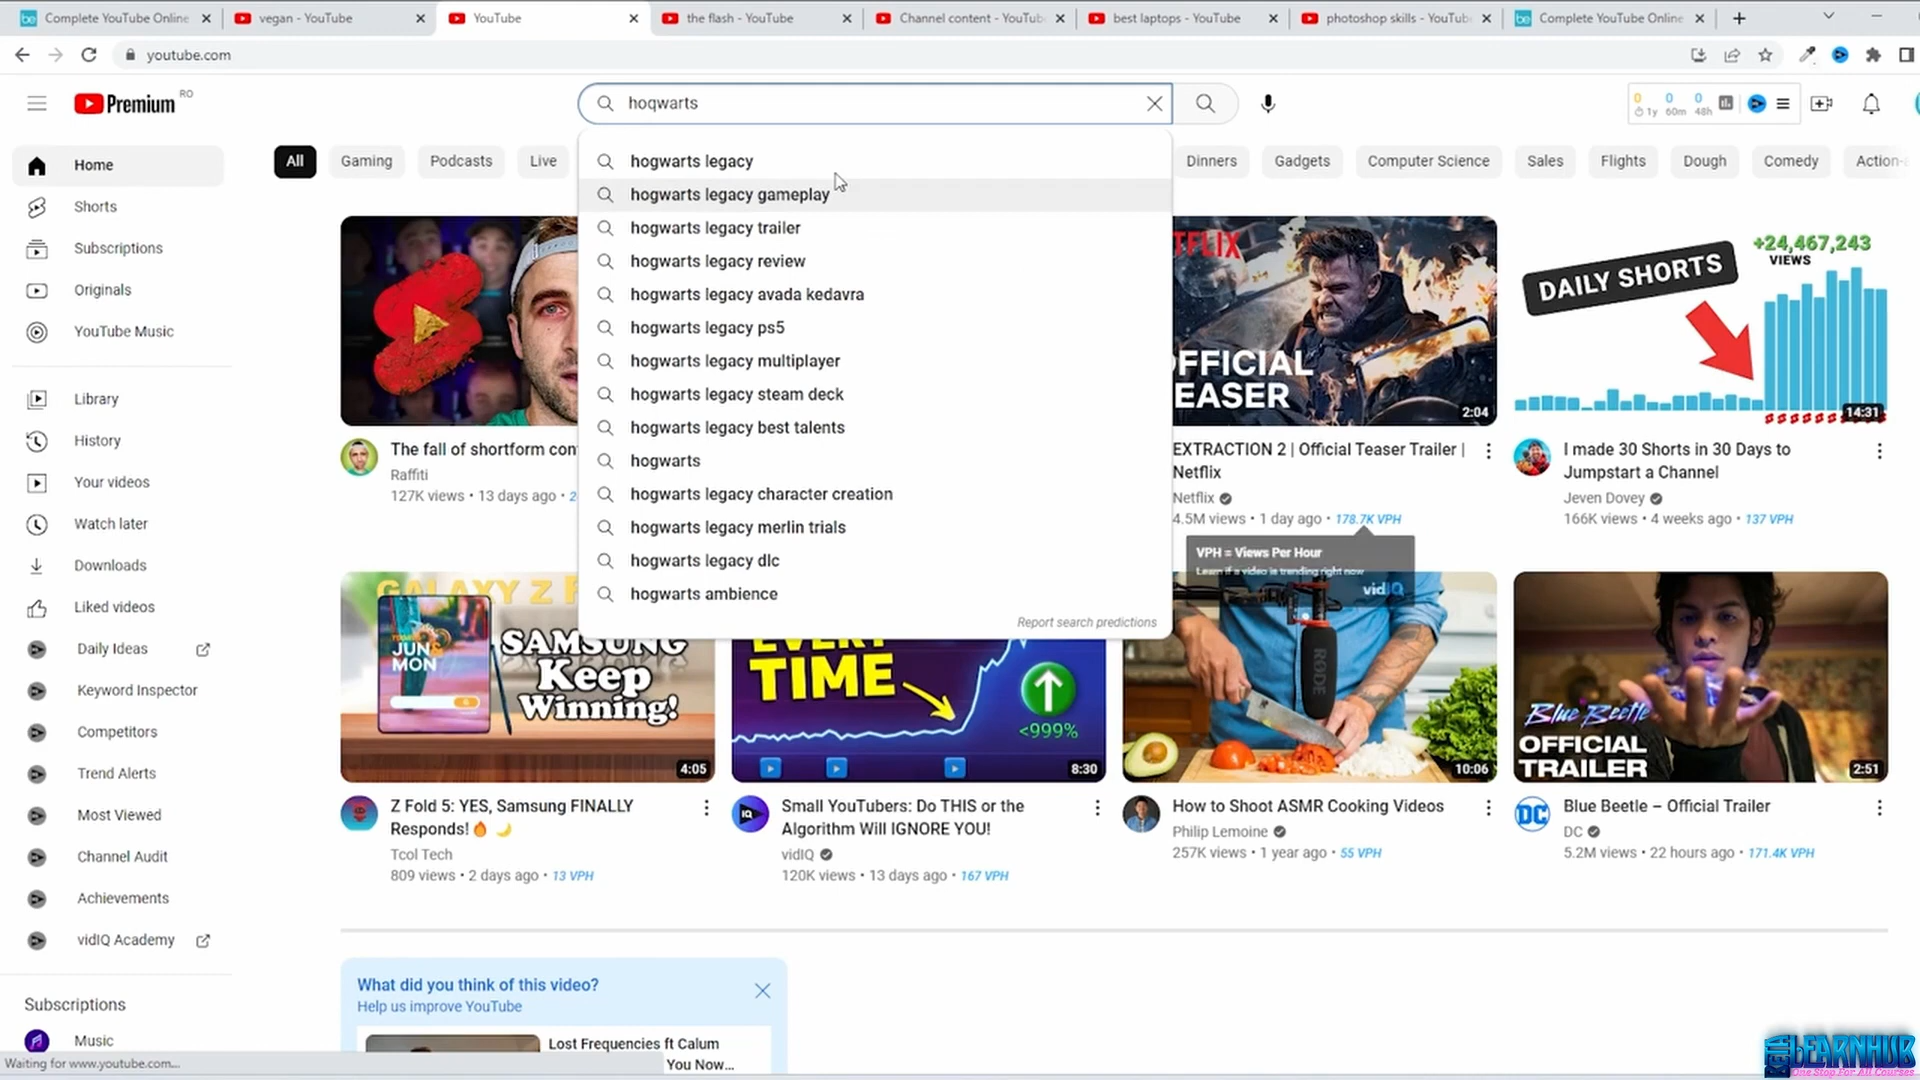 Complete YouTube Online
vegan - YouTube
YouTube
the flash - YouTube
Channel content - YouTube
best laptops - YouTube
photoshop skills - YouTube
Complete YouTube Online
youtube.com
Premium RO
hoqwarts
0 0 0
1y 60m 48h
Home
Shorts
Subscriptions
Originals
YouTube Music
Library
History
Your videos
Watch later
Downloads
Liked videos
Daily Ideas
Keyword Inspector
Competitors
Trend Alerts
Most Viewed
Channel Audit
Achievements
vidIQ Academy
Subscriptions
Music
Waiting for www.youtube.com...
All
Gaming
Podcasts
Live
Dinners
Gadgets
Computer Science
Sales
Flights
Dough
Comedy
Action-
hogwarts legacy
hogwarts legacy gameplay
hogwarts legacy trailer
hogwarts legacy review
hogwarts legacy avada kedavra
hogwarts legacy ps5
hogwarts legacy multiplayer
hogwarts legacy steam deck
hogwarts legacy best talents
hogwarts
hogwarts legacy character creation
hogwarts legacy merlin trials
hogwarts legacy dlc
hogwarts ambience
Report search predictions
The fall of shortform con
Raffiti
127K views • 13 days ago • 2
TFLIX
OFFICIAL
TEASER
2:04
EXTRACTION 2 | Official Teaser Trailer |
Netflix
Netflix
4.5M views • 1 day ago • 178.7K VPH
VPH = Views Per Hour
Learn if a video is trending right now
vidIQ
+24,467,243
VIEWS
DAILY SHORTS
14:31
I made 30 Shorts in 30 Days to
Jumpstart a Channel
Jeven Dovey
166K views • 4 weeks ago • 137 VPH
GALAXY Z F
JUN
MON
SAMSUNG
Keep
Winning!
4:05
Z Fold 5: YES, Samsung FINALLY
Responds!🔥 🌙
Tcol Tech
809 views • 2 days ago • 13 VPH
EVERY
TIME
<999%
8:30
IQ
Small YouTubers: Do THIS or the
Algorithm Will IGNORE YOU!
vidIQ
120K views • 13 days ago • 167 VPH
RODE
10:06
How to Shoot ASMR Cooking Videos
Philip Lemoine
257K views • 1 year ago • 55 VPH
Blue Beetle
OFFICIAL
TRAILER
2:51
DC
Blue Beetle – Official Trailer
DC
5.2M views • 22 hours ago • 171.4K VPH
What did you think of this video?
Help us improve YouTube
Lost Frequencies ft Calum
You Now...
BETA
LEARNHUB
One Stop For All Courses